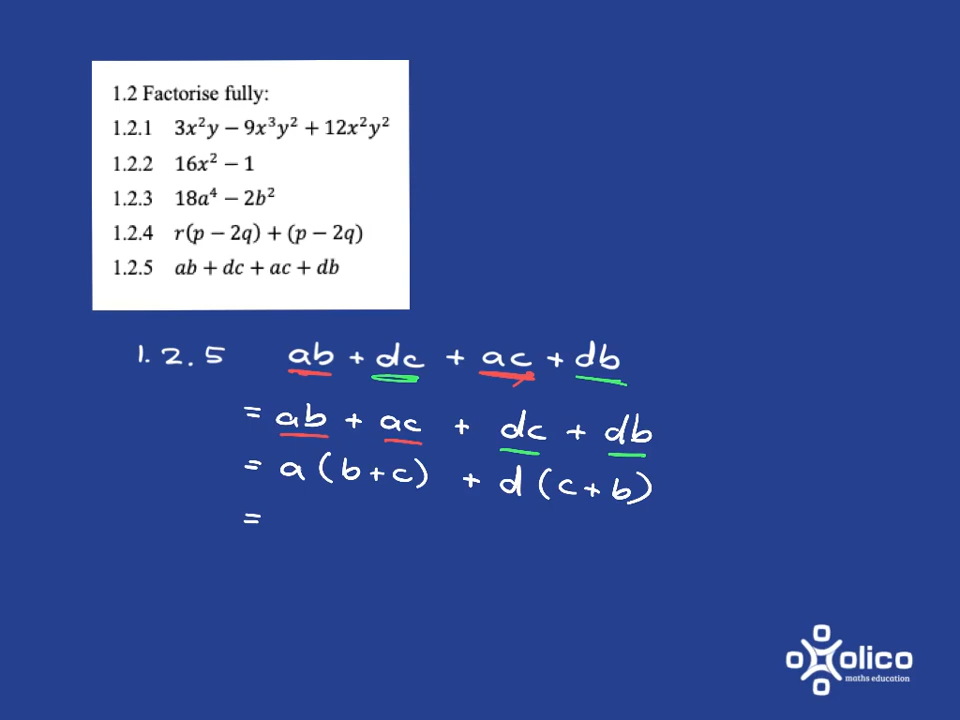 1.2 Factorise fully:
1.2.1 3x²y – 9x³y² + 12x²y²
1.2.2 16x² – 1
1.2.3 18a⁴ – 2b²
1.2.4 r(p – 2q) + (p – 2q)
1.2.5 ab + dc + ac + db
1.2.5 ab + dc + ac + db
= ab + ac + dc + db
= a(b+c) + d(c+b)
=
olico
maths education